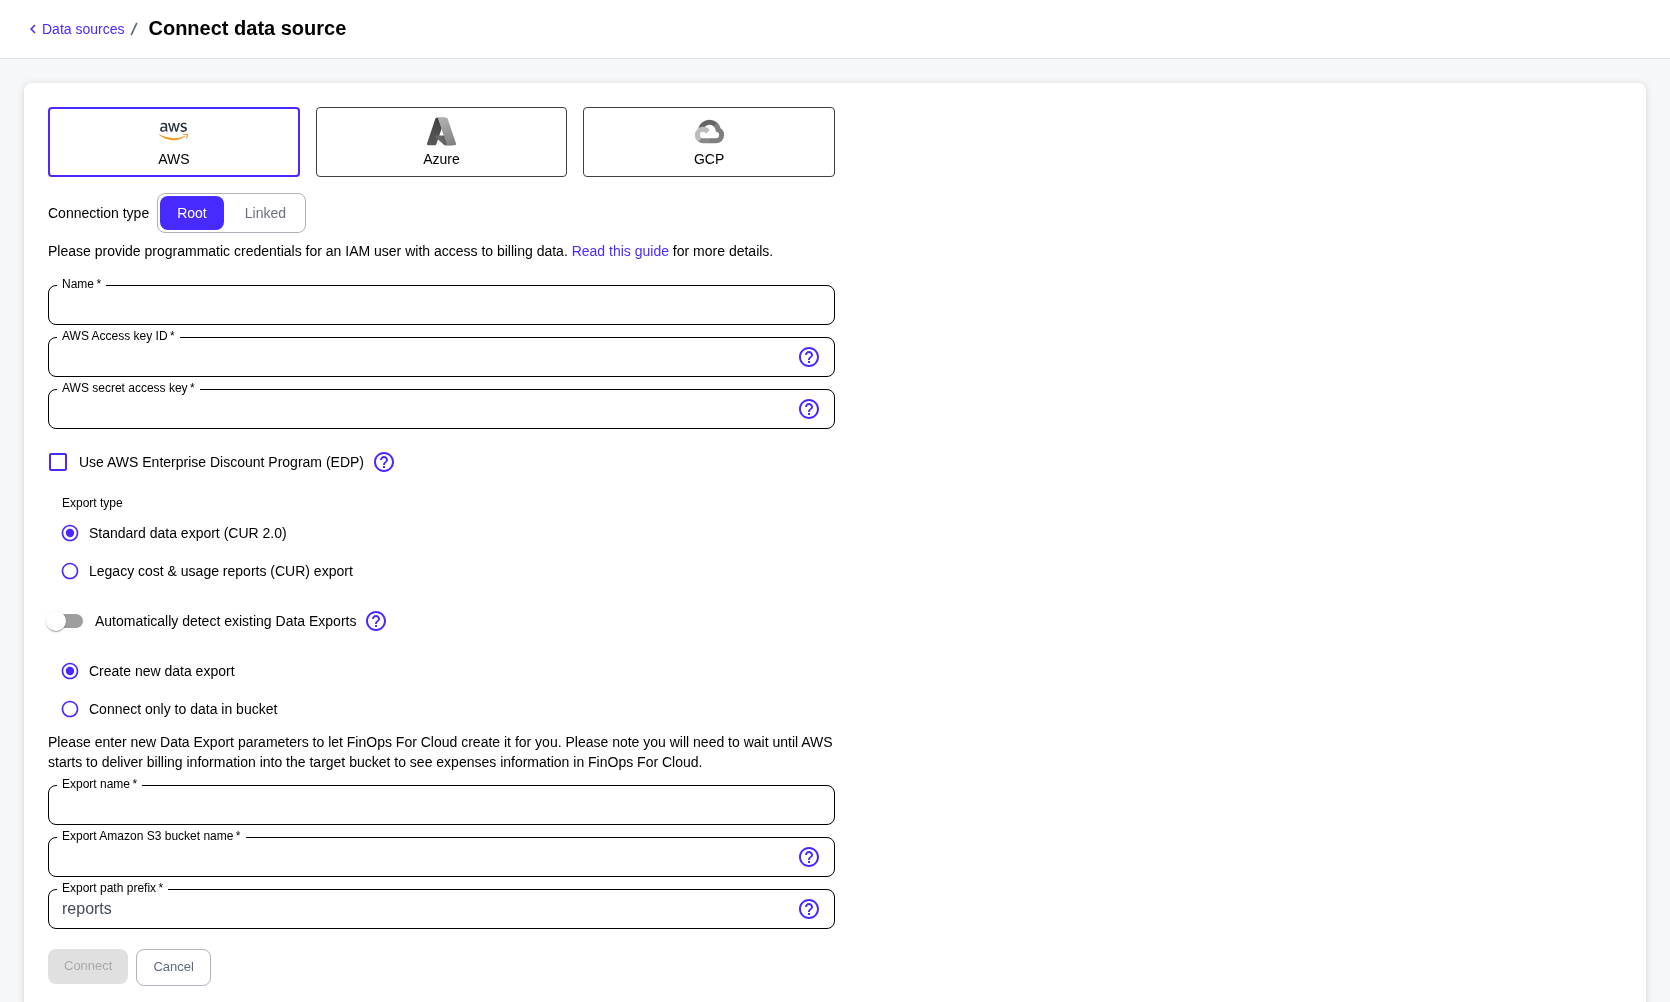 Data sources / Connect data source
aws
AWS
Azure
GCP
Connection type Root Linked
Please provide programmatic credentials for an IAM user with access to billing data. Read this guide for more details.
Name *
AWS Access key ID *
AWS secret access key *
Use AWS Enterprise Discount Program (EDP)
Export type
Standard data export (CUR 2.0)
Legacy cost & usage reports (CUR) export
Automatically detect existing Data Exports
Create new data export
Connect only to data in bucket
Please enter new Data Export parameters to let FinOps For Cloud create it for you. Please note you will need to wait until AWS
starts to deliver billing information into the target bucket to see expenses information in FinOps For Cloud.
Export name *
Export Amazon S3 bucket name *
Export path prefix *
reports
Connect Cancel